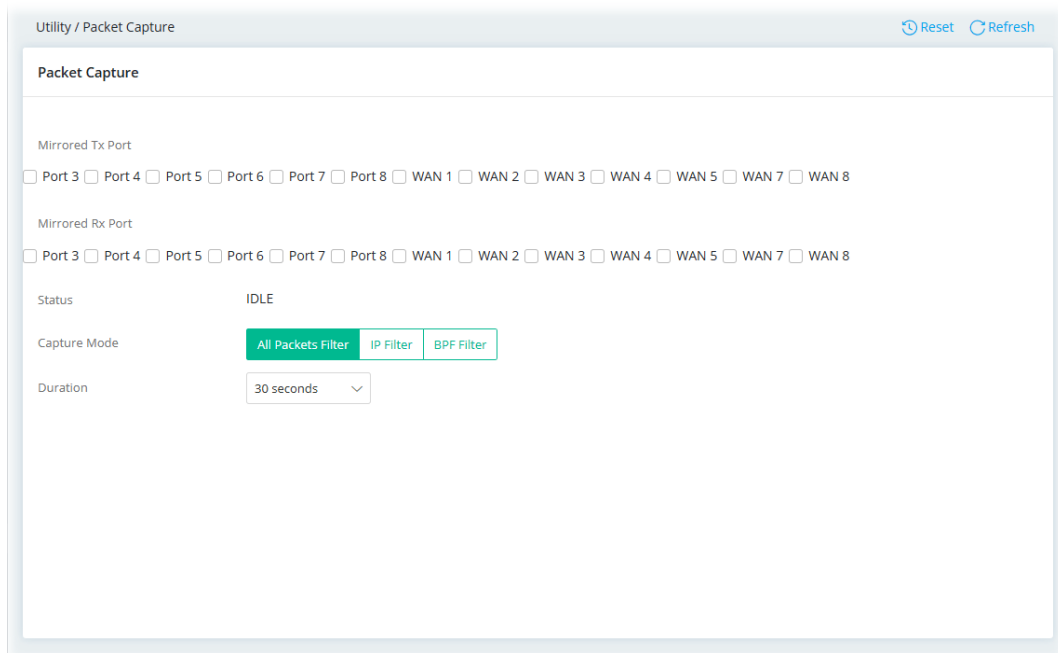 Utility / Packet Capture Reset Refresh
Packet Capture
Mirrored Tx Port
Port 3 Port 4 Port 5 Port 6 Port 7 Port 8 WAN 1 WAN 2 WAN 3 WAN 4 WAN 5 WAN 7 WAN 8
Mirrored Rx Port
Port 3 Port 4 Port 5 Port 6 Port 7 Port 8 WAN 1 WAN 2 WAN 3 WAN 4 WAN 5 WAN 7 WAN 8
Status IDLE
Capture Mode All Packets Filter IP Filter BPF Filter
Duration 30 seconds